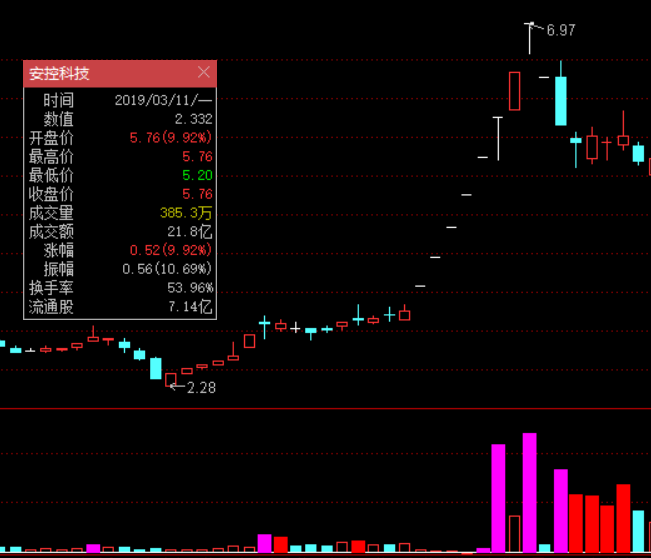 安控科技
时间 2019/03/11/一
数值 2.332
开盘价 5.76(9.92%)
最高价 5.76
最低价 5.20
收盘价 5.76
成交量 385.3万
成交额 21.8亿
涨幅 0.52(9.92%)
振幅 0.56(10.69%)
换手率 53.96%
流通股 7.14亿
6.97
2.28